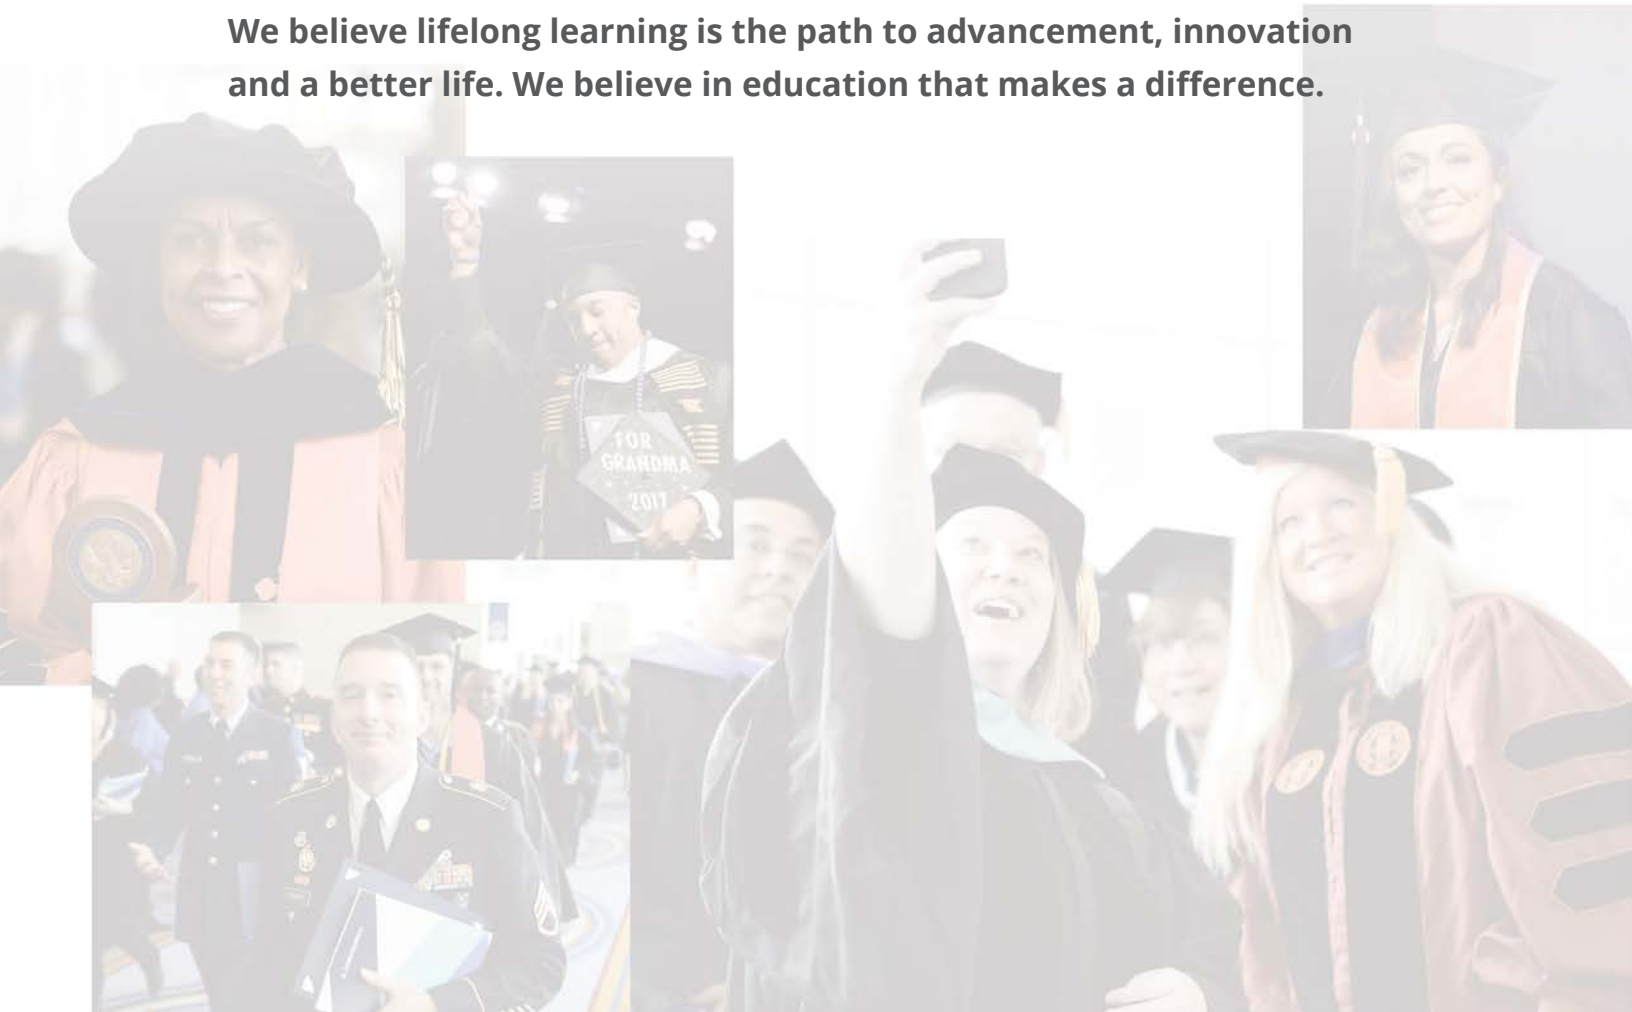 We believe lifelong learning is the path to advancement, innovation
and a better life. We believe in education that makes a difference.
FOR
GRANDMA
2017